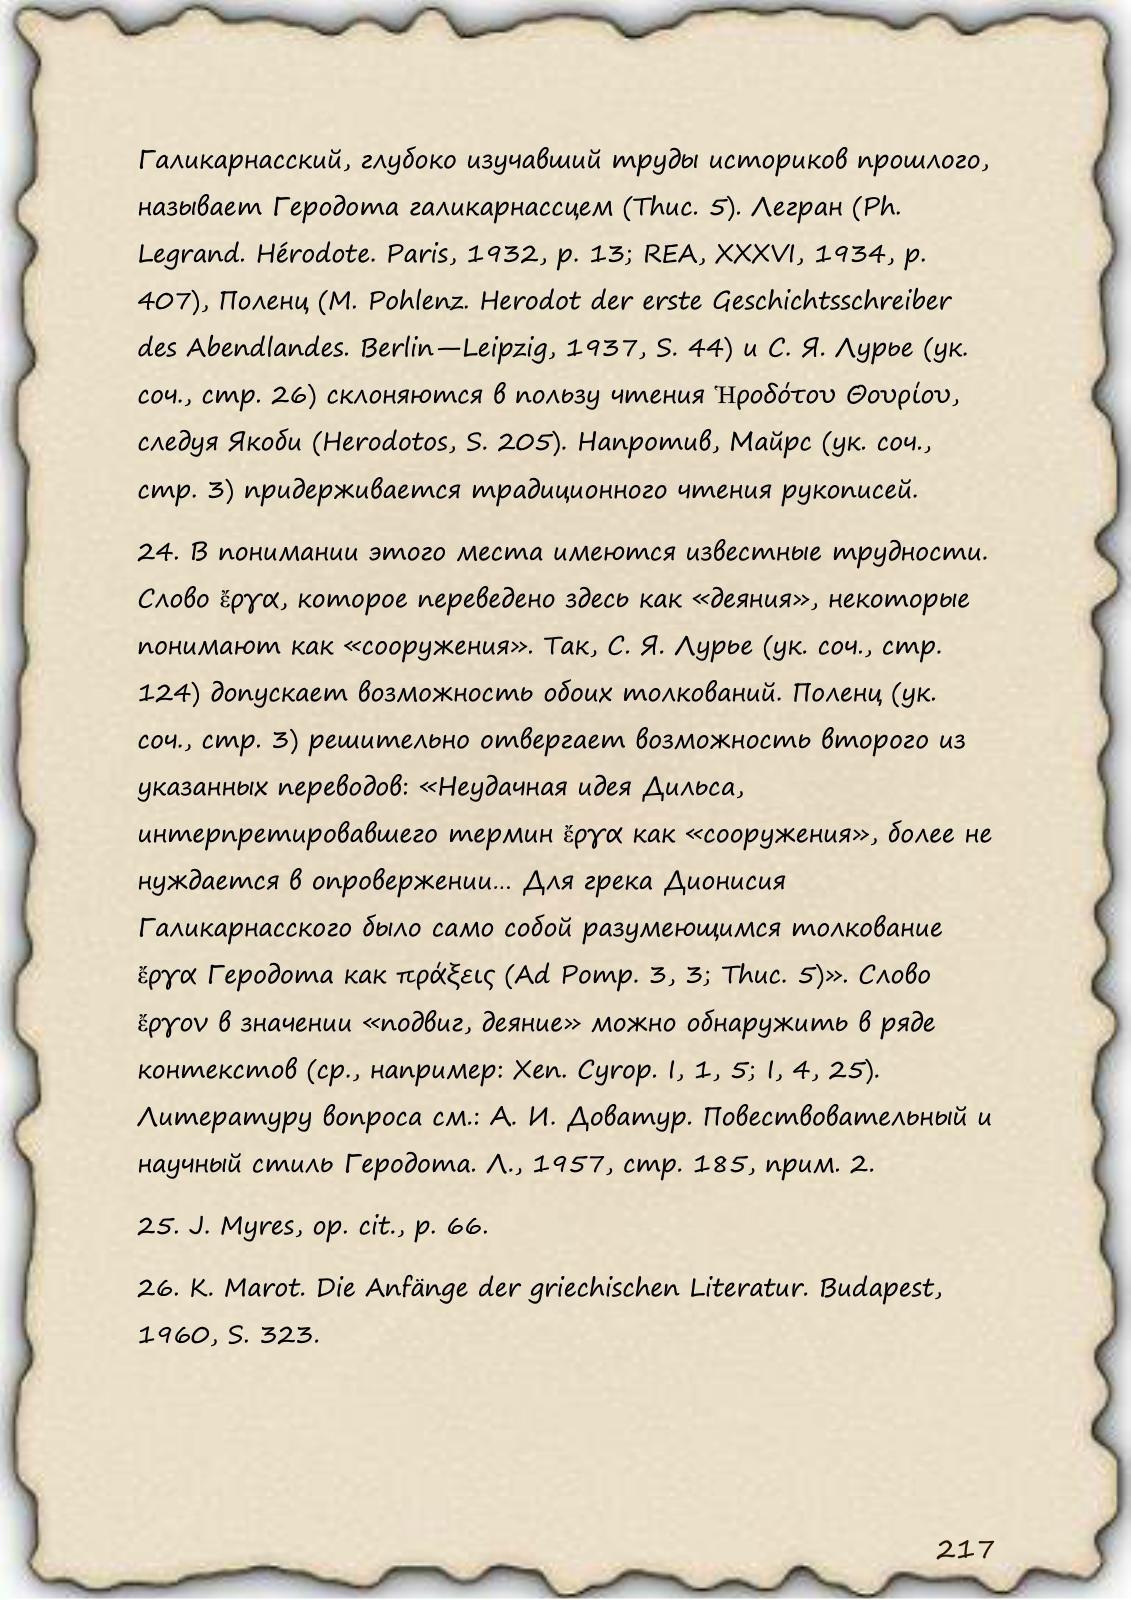 Галикарнасский, глубоко изучавший труды историков прошлого,
называет Геродота галикарнассцем (Thuc. 5). Легран (Ph.
Legrand. Hérodote. Paris, 1932, p. 13; REA, XXXVI, 1934, p.
407), Поленц (M. Pohlenz. Herodot der erste Geschichtsschreiber
des Abendlandes. Berlin—Leipzig, 1937, S. 44) и С. Я. Лурье (ук.
соч., стр. 26) склоняются в пользу чтения Ἡροδότου Θουρίου,
следуя Якоби (Herodotos, S. 205). Напротив, Майрс (ук. соч.,
стр. 3) придерживается традиционного чтения рукописей.
24. В понимании этого места имеются известные трудности.
Слово ἔργα, которое переведено здесь как «деяния», некоторые
понимают как «сооружения». Так, С. Я. Лурье (ук. соч., стр.
124) допускает возможность обоих толкований. Поленц (ук.
соч., стр. 3) решительно отвергает возможность второго из
указанных переводов: «Неудачная идея Дильса,
интерпретировавшего термин ἔργα как «сооружения», более не
нуждается в опровержении... Для грека Дионисия
Галикарнасского было само собой разумеющимся толкование
ἔργα Геродота как πράξεις (Ad Pomp. 3, 3; Thuc. 5)». Слово
ἔργον в значении «подвиг, деяние» можно обнаружить в ряде
контекстов (ср., например: Xen. Cyrop. I, 1, 5; I, 4, 25).
Литературу вопроса см.: А. И. Доватур. Повествовательный и
научный стиль Геродота. Л., 1957, стр. 185, прим. 2.
25. J. Myres, op. cit., p. 66.
26. K. Marot. Die Anfänge der griechischen Literatur. Budapest,
1960, S. 323.
217